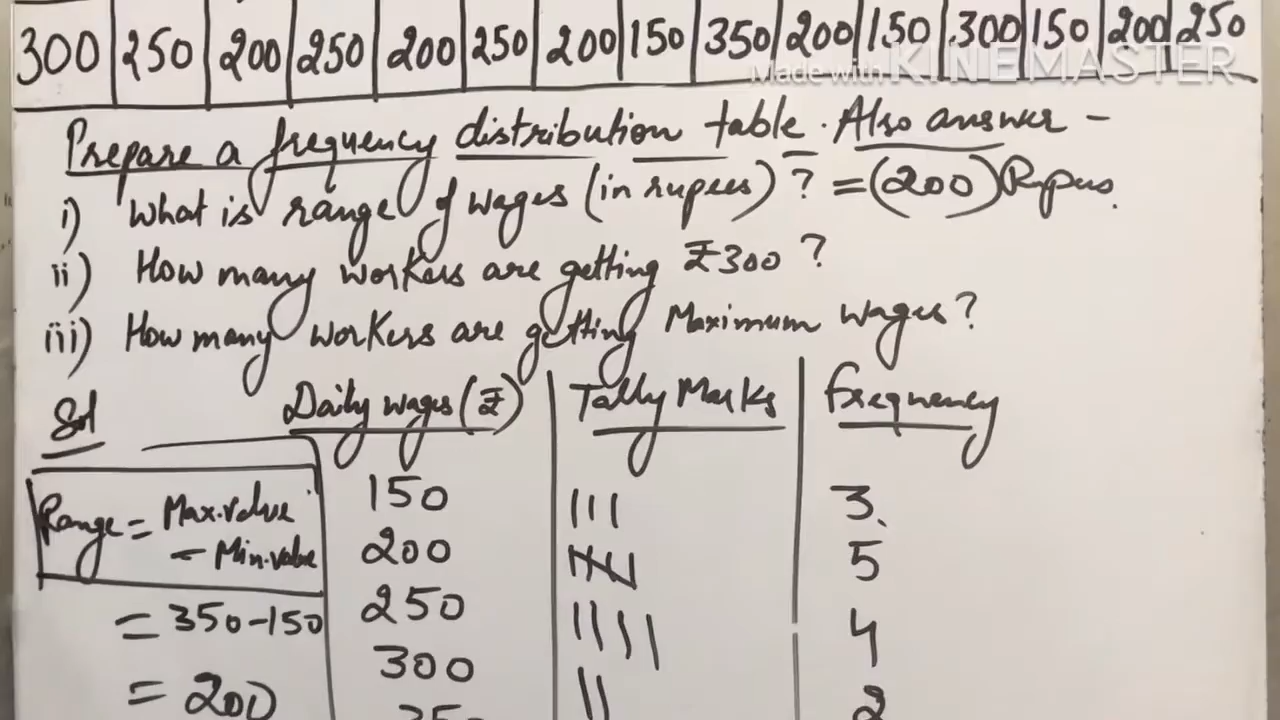 300 250 200 250 200 250 200 150 350 200 150 300 150 200 250
Made with KINEMASTER
Prepare a frequency distribution table. Also answer -
i) What is range of wages (in rupees) ? = (200) Rupees.
ii) How many workers are getting ₹300 ?
iii) How many workers are getting Maximum wages?
Sol Daily wages (₹) Tally Marks Frequency
150 ||| 3
Range = Max.value - Min.value
200 5
250 |||| 4
= 350-150
300 || 2
= 200